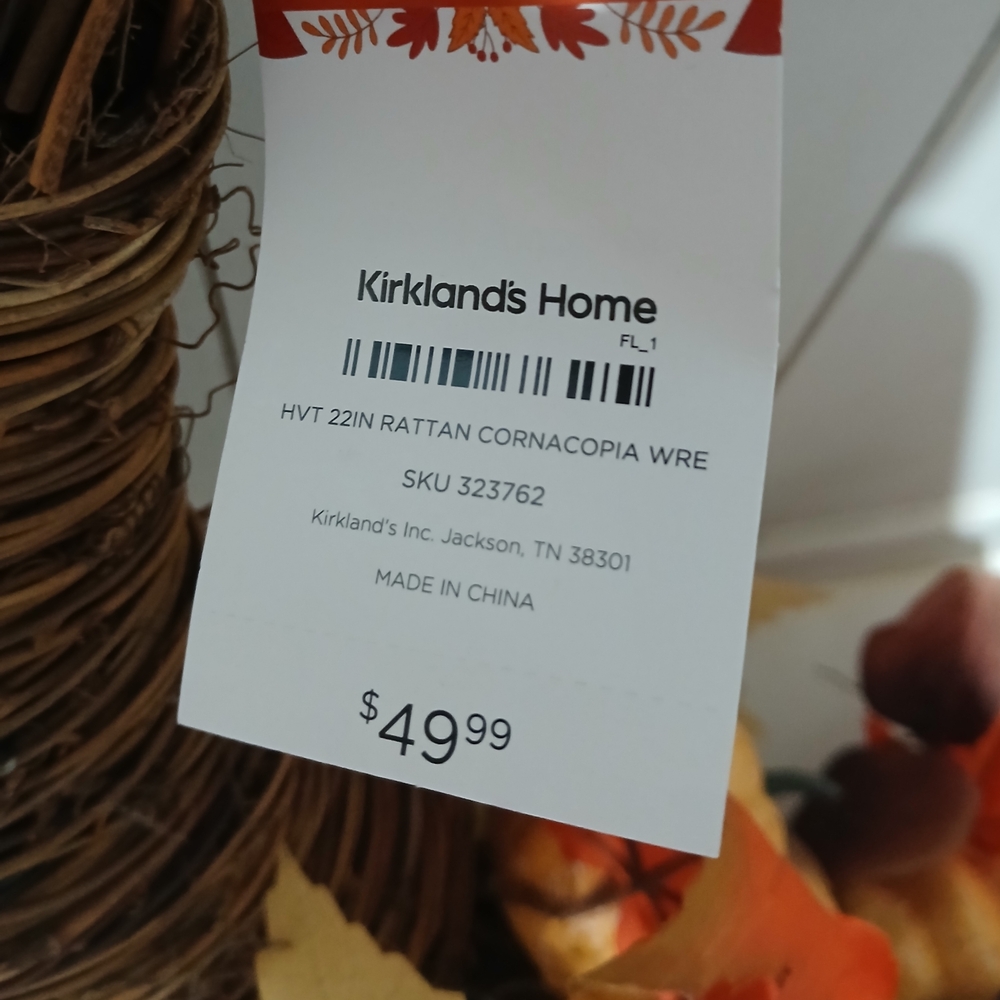 Kirkland's Home
FL_1
HVT 22IN RATTAN CORNACOPIA WRE
SKU 323762
Kirkland's Inc. Jackson, TN 38301
MADE IN CHINA
$49.99